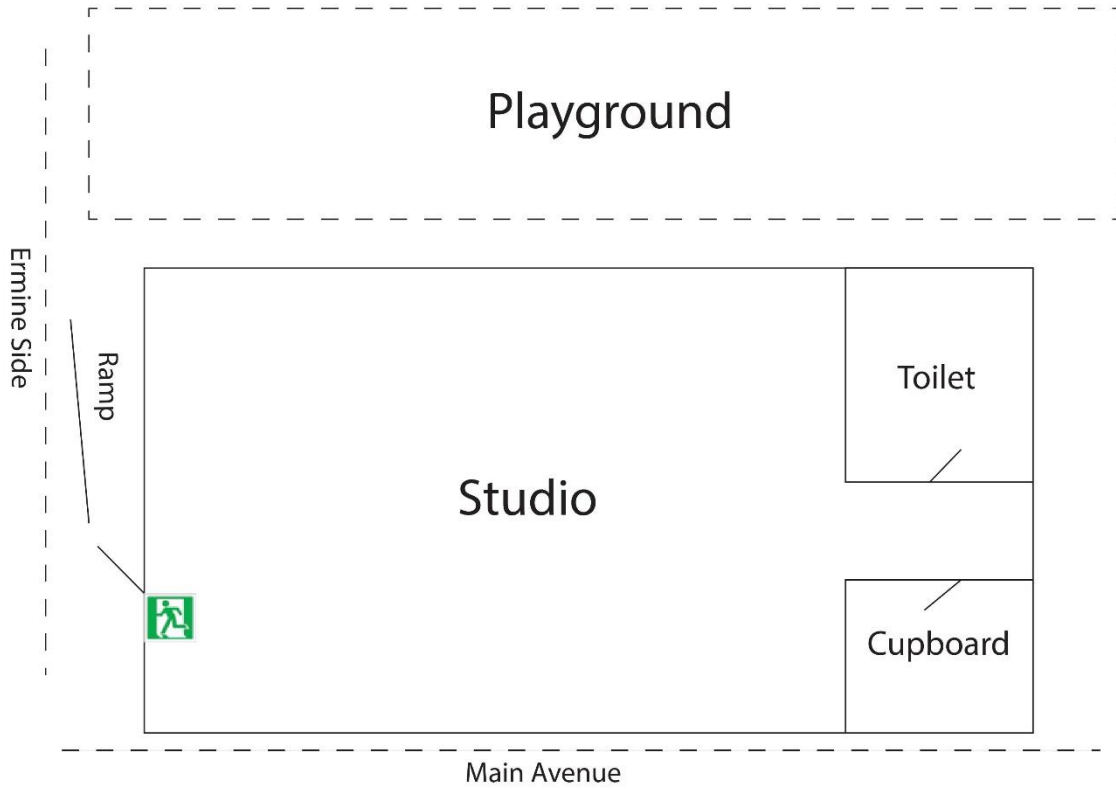 Playground
Ermine Side
Ramp
Toilet
Studio
Cupboard
Main Avenue